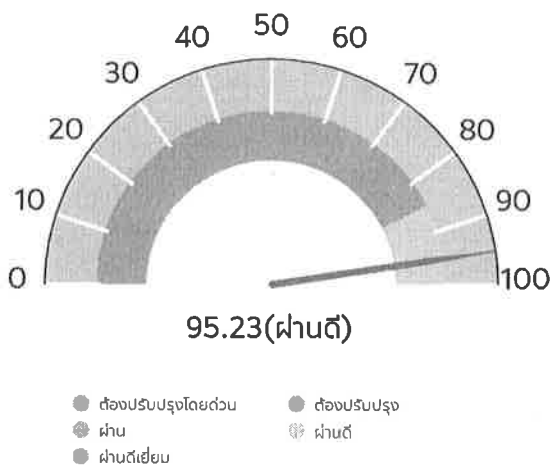 50
40 60
30 70
20 80
10 90
0 100
95.23(ผ่านดี)
ต้องปรับปรุงโดยด่วน ต้องปรับปรุง
ผ่าน ผ่านดี
ผ่านดีเยี่ยม